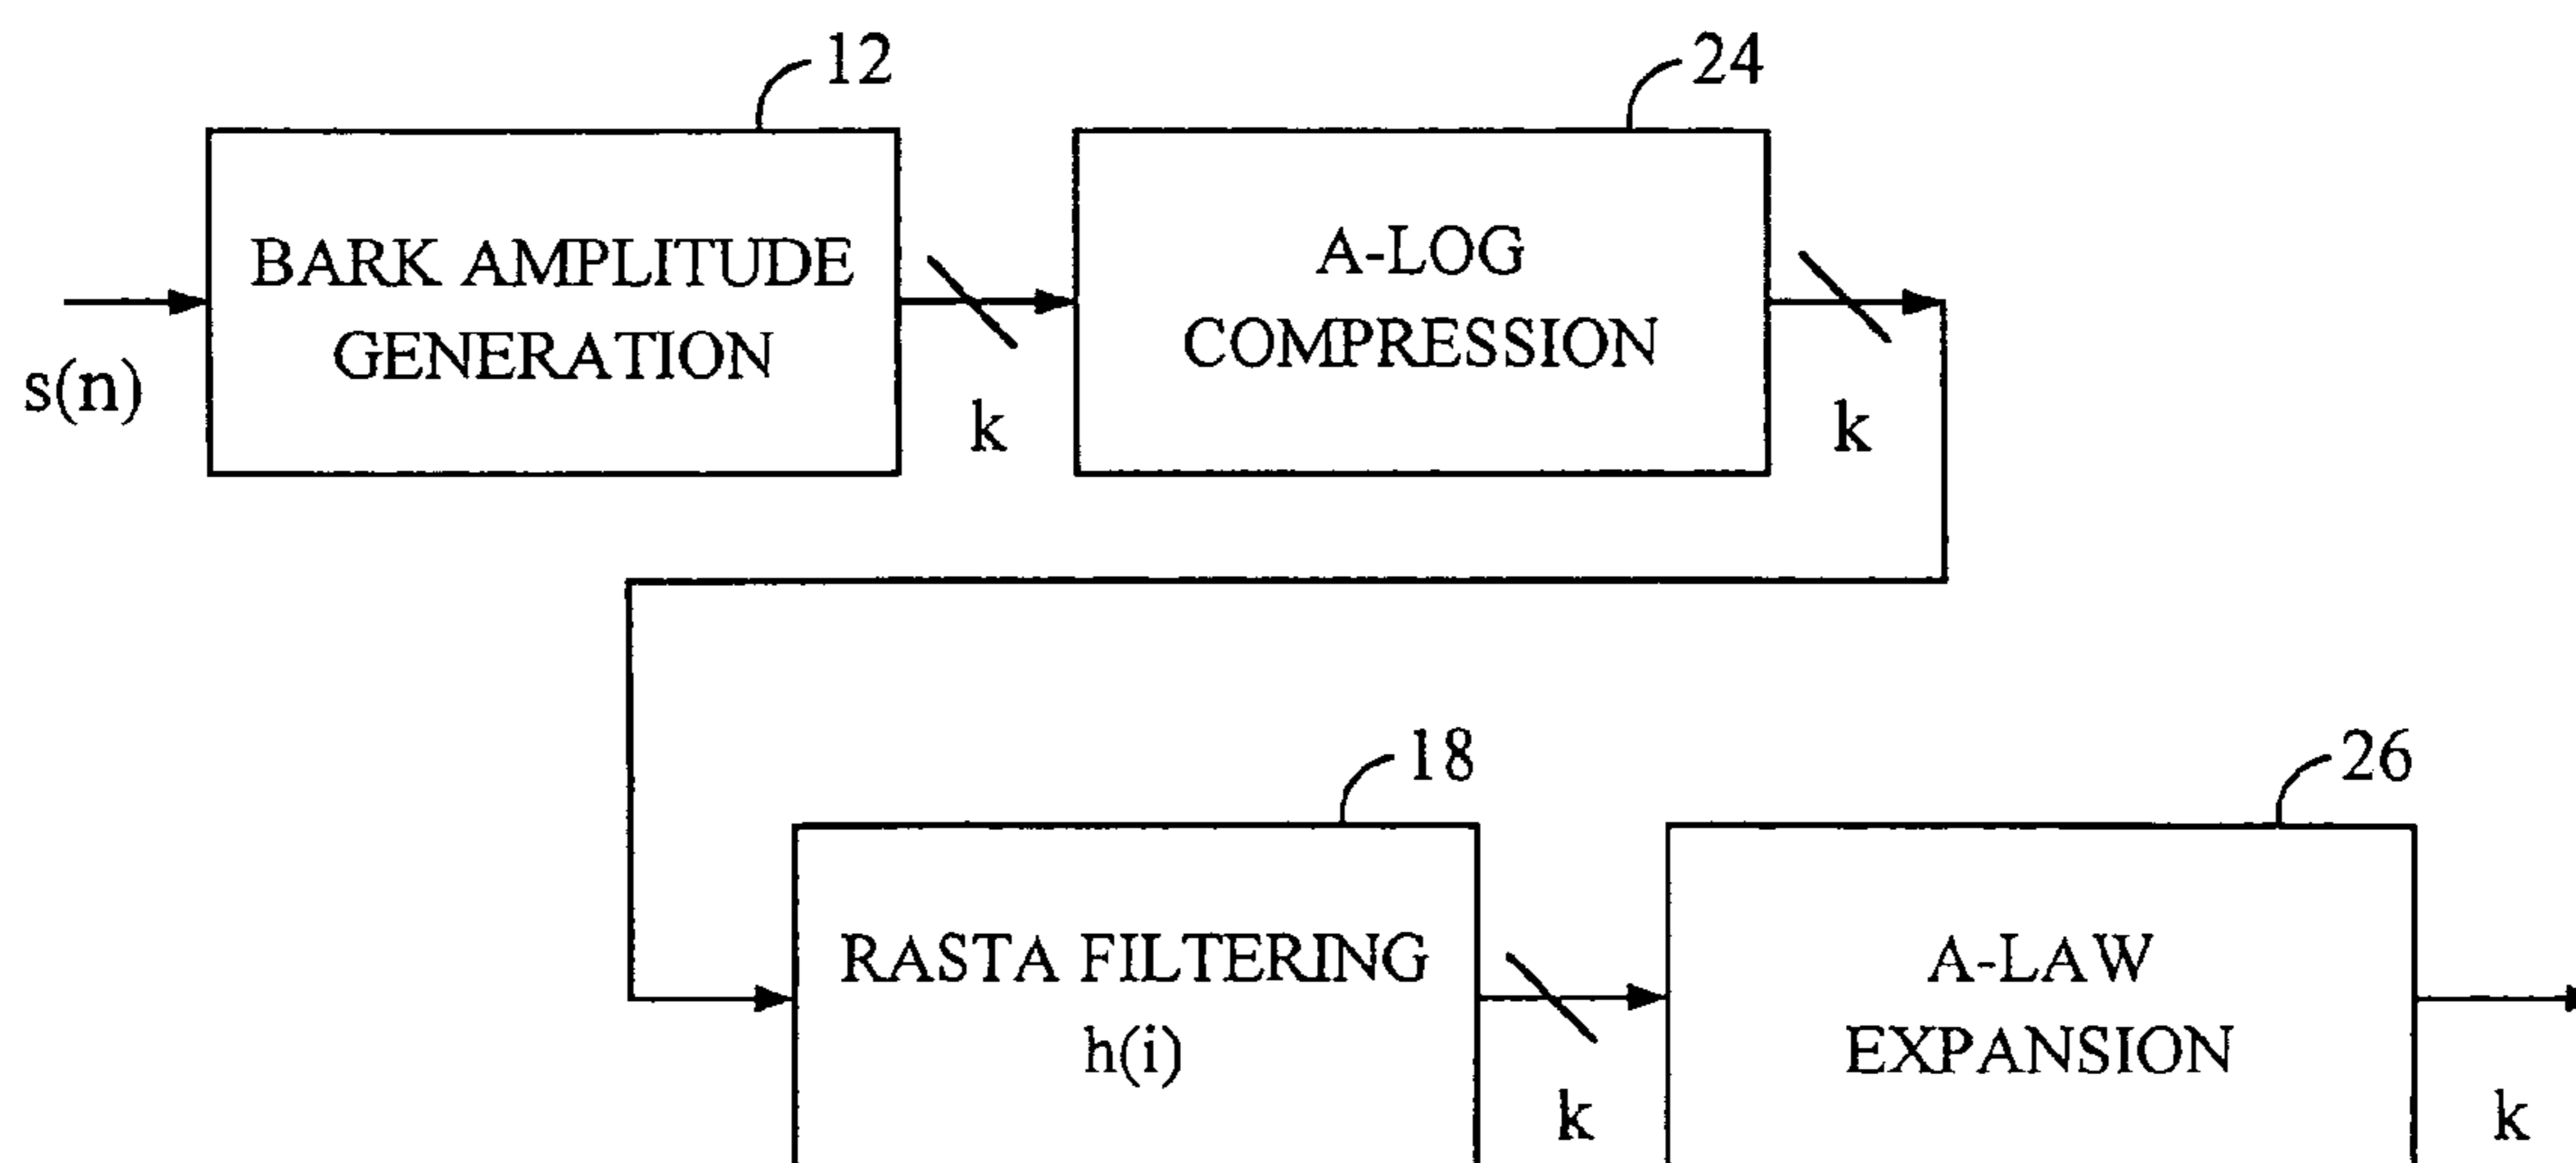 12
24
BARK AMPLITUDE
GENERATION
A-LOG
COMPRESSION
s(n)
k
k
18
26
RASTA FILTERING
h(i)
A-LAW
EXPANSION
k
k